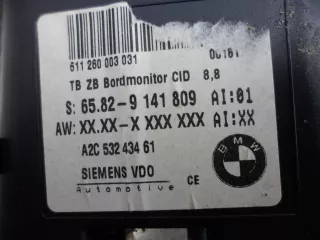 611 260 003 031
TB ZB Bordmonitor CID 8,8
S: 65.82-9 141 809 AI:01
AW: XX.XX-X XXX XXX AI:XX
A2C 532 434 61
SIEMENS VDO
Automotive CE
BMW